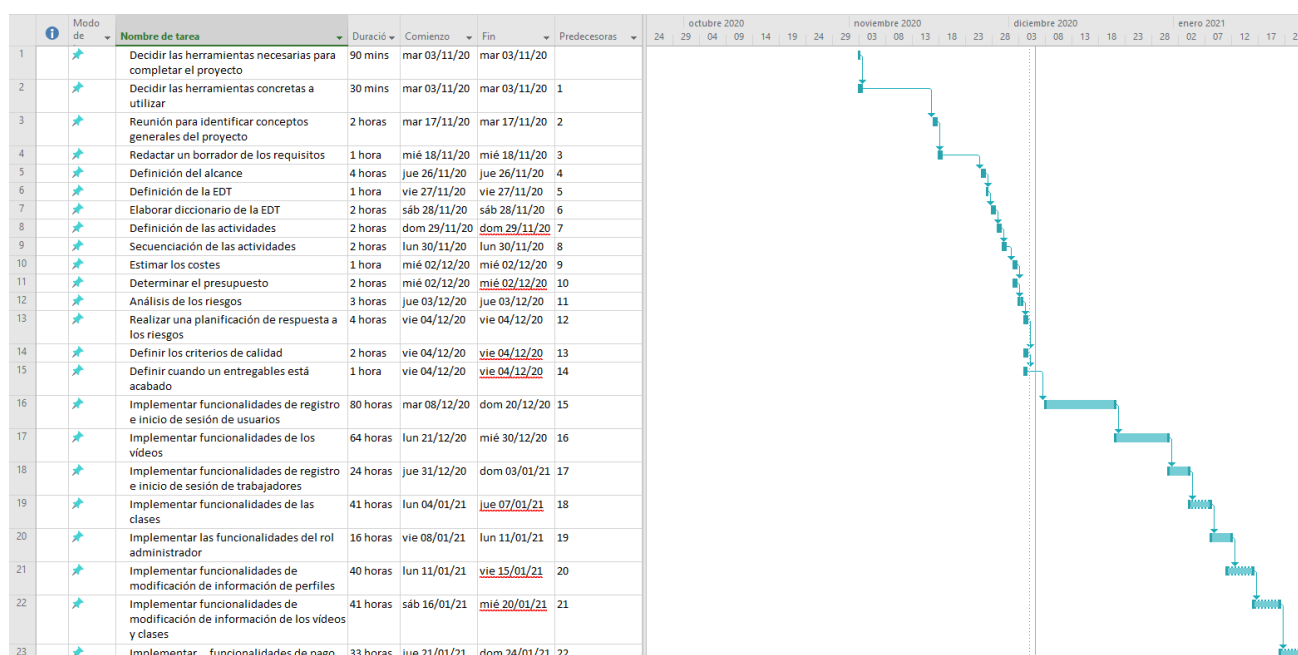 octubre 2020 noviembre 2020 diciembre 2020 enero 2021
Modo
de Nombre de tarea Duració Comienzo Fin Predecesoras 24 29 04 09 14 19 24 29 03 08 13 18 23 28 03 08 13 18 23 28 02 07 12 17 2
1 Decidir las herramientas necesarias para 90 mins mar 03/11/20 mar 03/11/20
completar el proyecto
2 Decidir las herramientas concretas a 30 mins mar 03/11/20 mar 03/11/20 1
utilizar
3 Reunión para identificar conceptos 2 horas mar 17/11/20 mar 17/11/20 2
generales del proyecto
4 Redactar un borrador de los requisitos 1 hora mié 18/11/20 mié 18/11/20 3
5 Definición del alcance 4 horas jue 26/11/20 jue 26/11/20 4
6 Definición de la EDT 1 hora vie 27/11/20 vie 27/11/20 5
7 Elaborar diccionario de la EDT 2 horas sáb 28/11/20 sáb 28/11/20 6
8 Definición de las actividades 2 horas dom 29/11/20 dom 29/11/20 7
9 Secuenciación de las actividades 2 horas lun 30/11/20 lun 30/11/20 8
10 Estimar los costes 1 hora mié 02/12/20 mié 02/12/20 9
11 Determinar el presupuesto 2 horas mié 02/12/20 mié 02/12/20 10
12 Análisis de los riesgos 3 horas jue 03/12/20 jue 03/12/20 11
13 Realizar una planificación de respuesta a 4 horas vie 04/12/20 vie 04/12/20 12
los riesgos
14 Definir los criterios de calidad 2 horas vie 04/12/20 vie 04/12/20 13
15 Definir cuando un entregables está 1 hora vie 04/12/20 vie 04/12/20 14
acabado
16 Implementar funcionalidades de registro 80 horas mar 08/12/20 dom 20/12/20 15
e inicio de sesión de usuarios
17 Implementar funcionalidades de los 64 horas lun 21/12/20 mié 30/12/20 16
vídeos
18 Implementar funcionalidades de registro 24 horas jue 31/12/20 dom 03/01/21 17
e inicio de sesión de trabajadores
19 Implementar funcionalidades de las 41 horas lun 04/01/21 jue 07/01/21 18
clases
20 Implementar las funcionalidades del rol 16 horas vie 08/01/21 lun 11/01/21 19
administrador
21 Implementar funcionalidades de 40 horas lun 11/01/21 vie 15/01/21 20
modificación de información de perfiles
22 Implementar funcionalidades de 41 horas sáb 16/01/21 mié 20/01/21 21
modificación de información de los vídeos
y clases
23 Implementar funcionalidades de pago 33 horas jue 21/01/21 dom 24/01/21 22